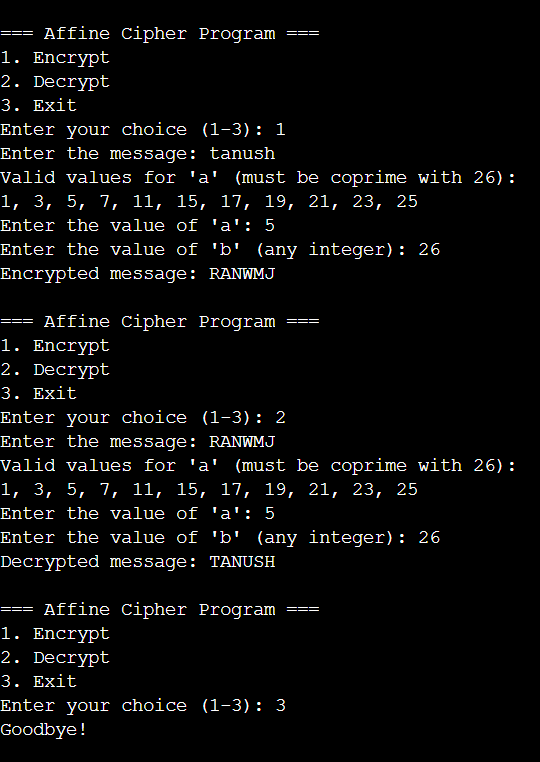 === Affine Cipher Program ===
1. Encrypt
2. Decrypt
3. Exit
Enter your choice (1-3): 1
Enter the message: tanush
Valid values for 'a' (must be coprime with 26):
1, 3, 5, 7, 11, 15, 17, 19, 21, 23, 25
Enter the value of 'a': 5
Enter the value of 'b' (any integer): 26
Encrypted message: RANWMJ

=== Affine Cipher Program ===
1. Encrypt
2. Decrypt
3. Exit
Enter your choice (1-3): 2
Enter the message: RANWMJ
Valid values for 'a' (must be coprime with 26):
1, 3, 5, 7, 11, 15, 17, 19, 21, 23, 25
Enter the value of 'a': 5
Enter the value of 'b' (any integer): 26
Decrypted message: TANUSH

=== Affine Cipher Program ===
1. Encrypt
2. Decrypt
3. Exit
Enter your choice (1-3): 3
Goodbye!